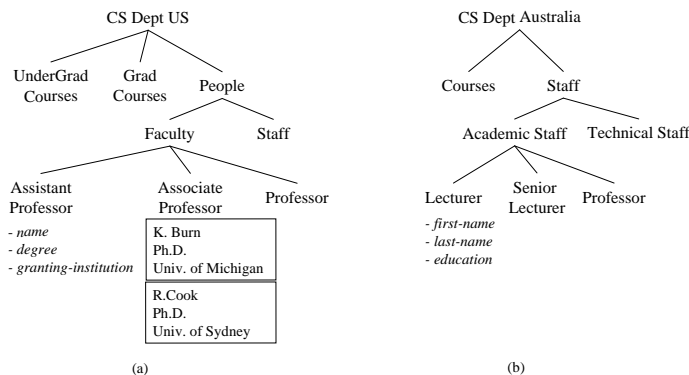 CS Dept US
UnderGrad
Courses
Grad
Courses
People
Faculty
Staff
Assistant
Professor
Associate
Professor
Professor
- name
- degree
- granting-institution
K. Burn
Ph.D.
Univ. of Michigan
R.Cook
Ph.D.
Univ. of Sydney
(a)
CS Dept Australia
Courses
Staff
Academic Staff
Technical Staff
Lecturer
Senior
Lecturer
Professor
- first-name
- last-name
- education
(b)